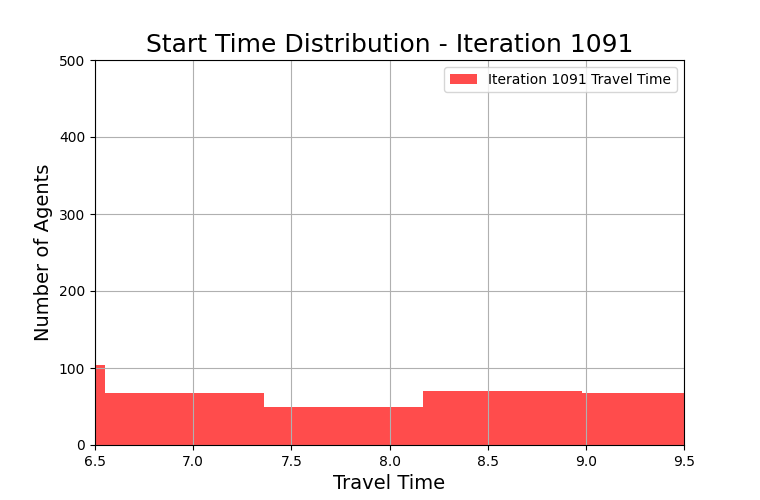 Start Time Distribution - Iteration 1091
500
400
300
200
100
0
Number of Agents
Iteration 1091 Travel Time
6.5 7.0 7.5 8.0 8.5 9.0 9.5
Travel Time